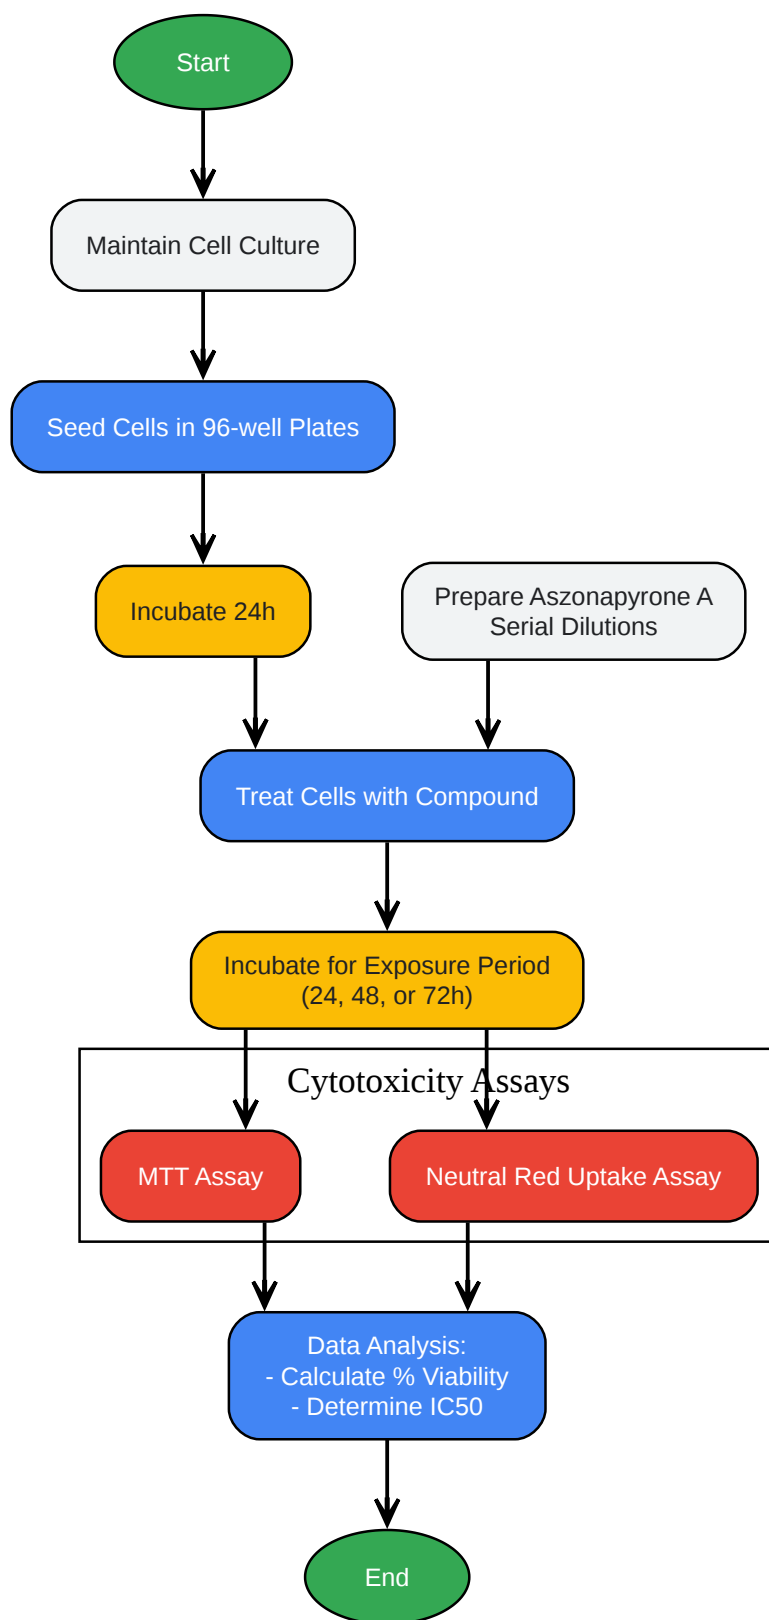 Start
Maintain Cell Culture
Seed Cells in 96-well Plates
Incubate 24h
Prepare Aszonapyrone A
Serial Dilutions
Treat Cells with Compound
Incubate for Exposure Period
(24, 48, or 72h)
Cytotoxicity Assays
MTT Assay
Neutral Red Uptake Assay
Data Analysis:
- Calculate % Viability
- Determine IC50
End